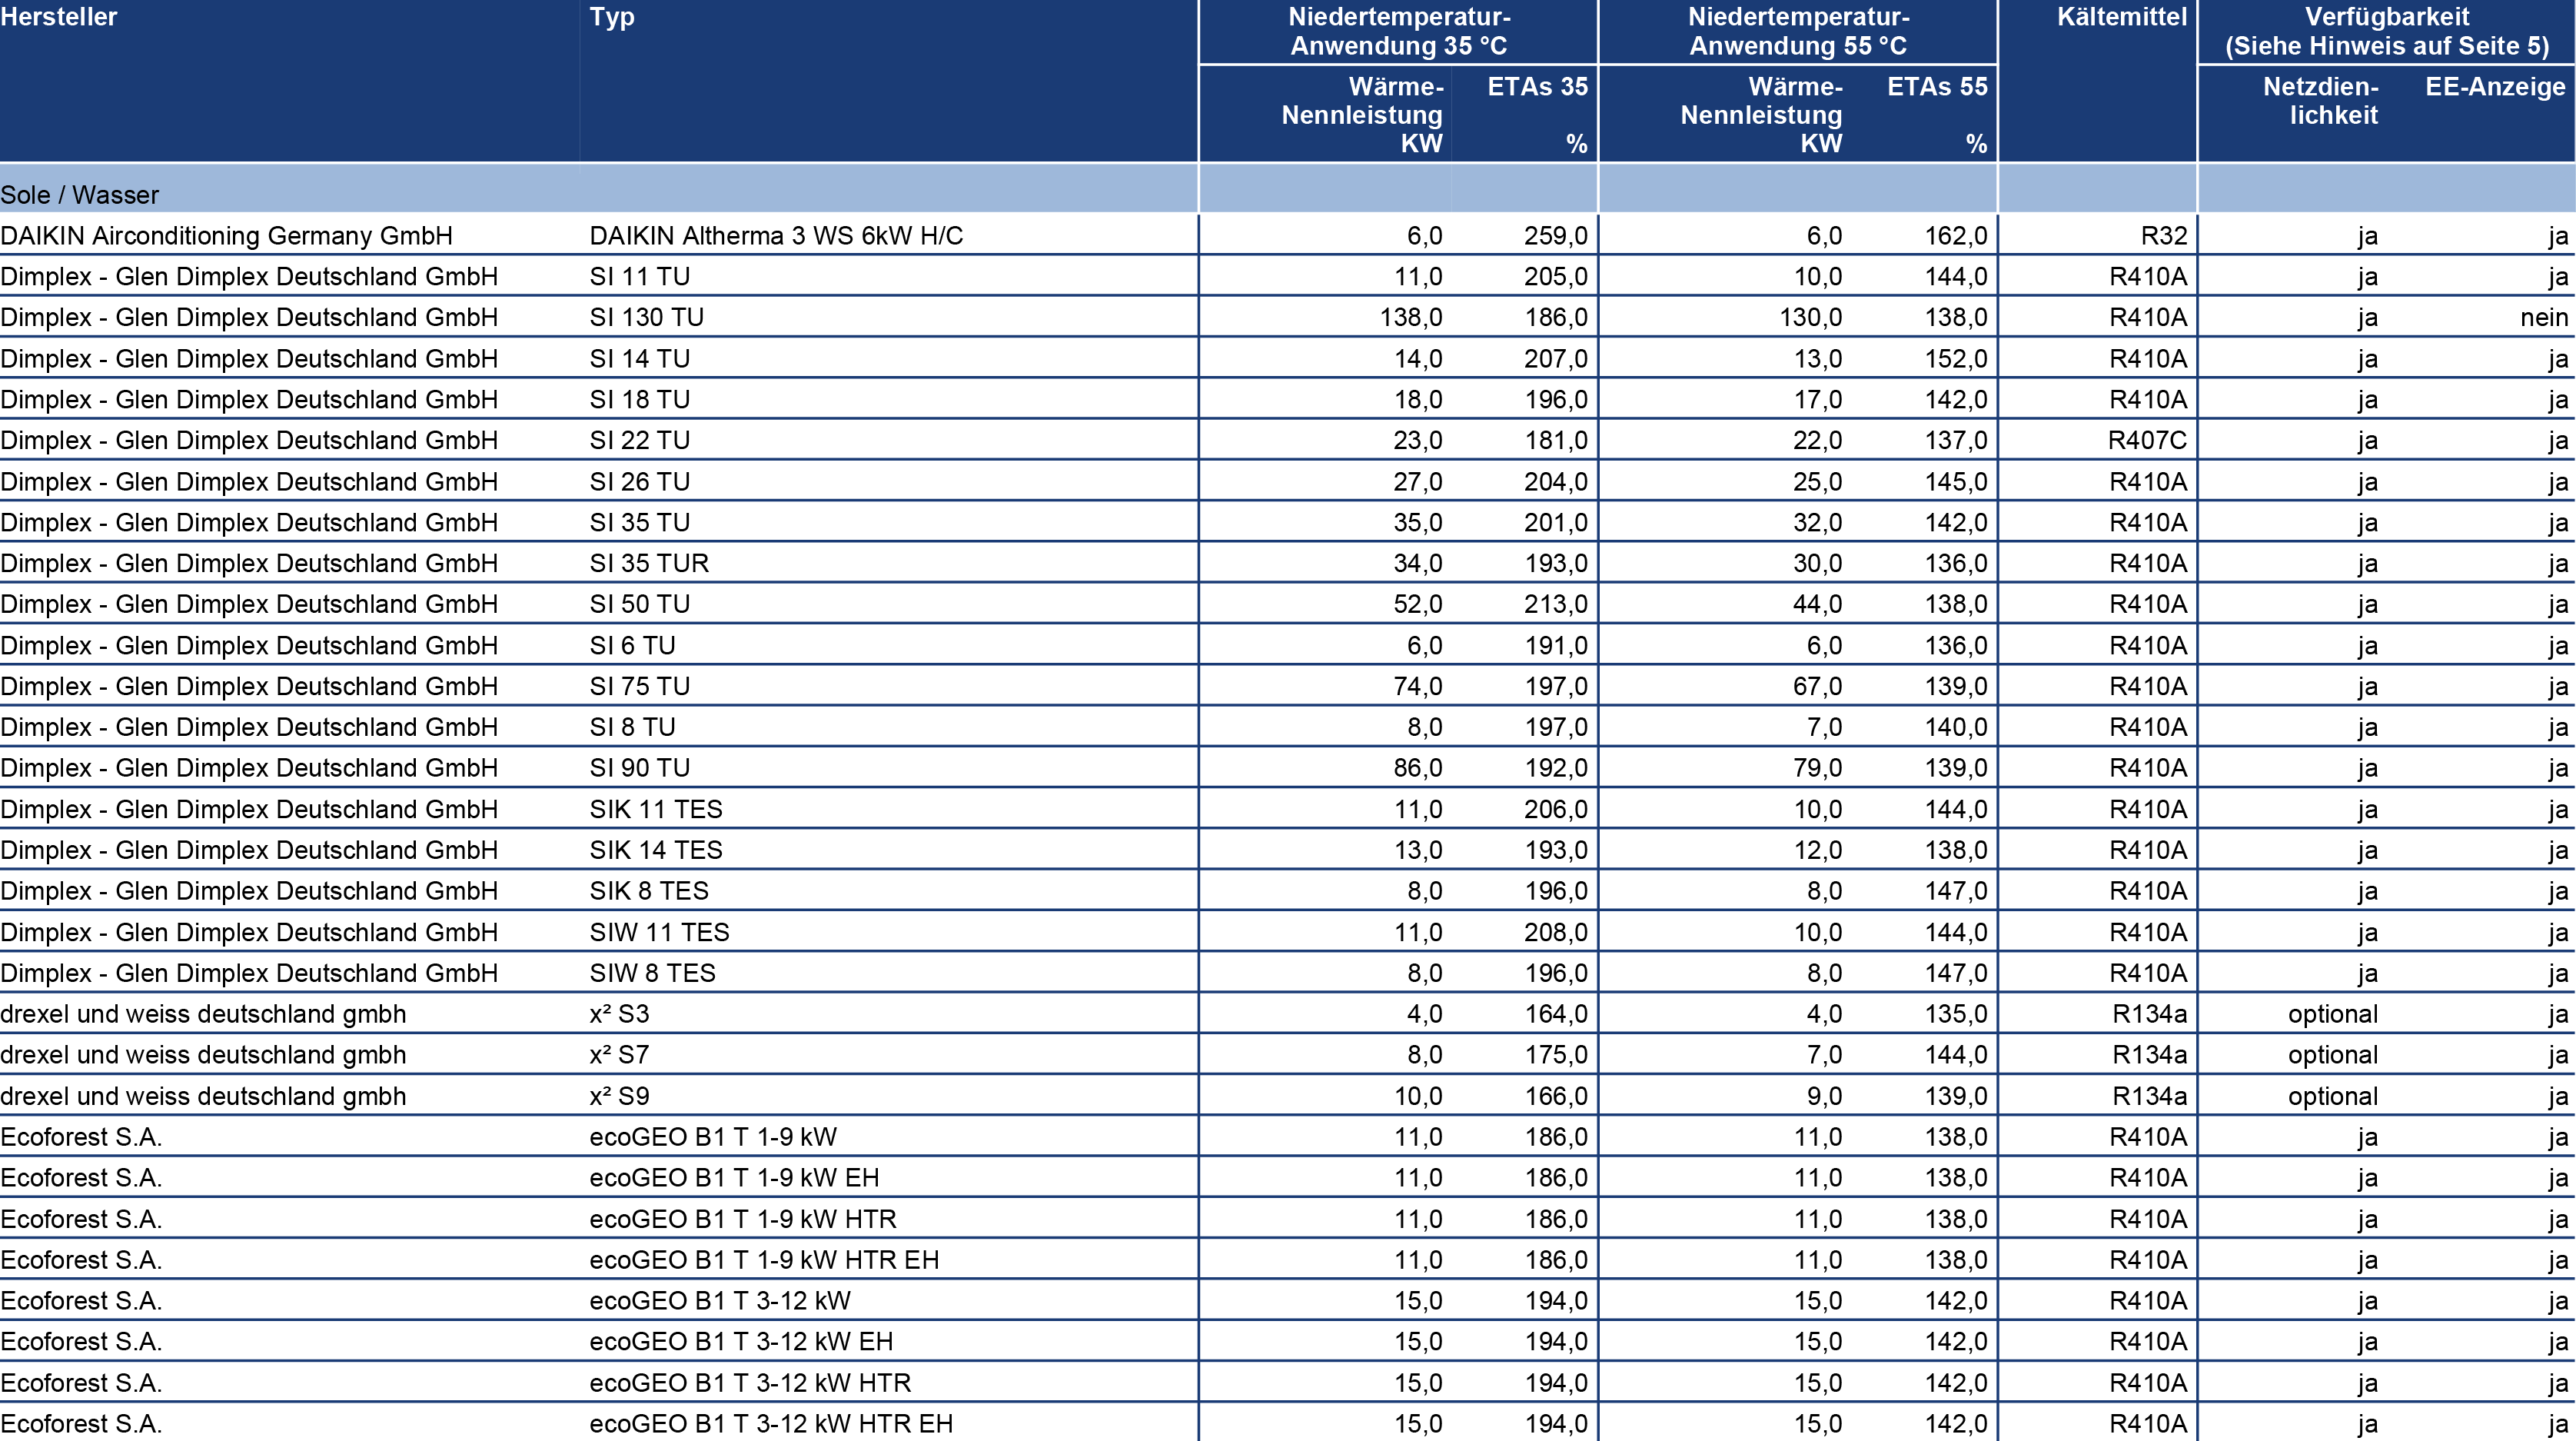 Hersteller Typ Niedertemperatur- Niedertemperatur- Kältemittel Verfügbarkeit
Anwendung 35 °C Anwendung 55 °C (Siehe Hinweis auf Seite 5)
Wärme- ETAs 35 Wärme- ETAs 55 Netzdien- EE-Anzeige
Nennleistung Nennleistung lichkeit
KW % KW %
Sole / Wasser
DAIKIN Airconditioning Germany GmbH DAIKIN Altherma 3 WS 6kW H/C 6,0 259,0 6,0 162,0 R32 ja ja
Dimplex - Glen Dimplex Deutschland GmbH SI 11 TU 11,0 205,0 10,0 144,0 R410A ja ja
Dimplex - Glen Dimplex Deutschland GmbH SI 130 TU 138,0 186,0 130,0 138,0 R410A ja nein
Dimplex - Glen Dimplex Deutschland GmbH SI 14 TU 14,0 207,0 13,0 152,0 R410A ja ja
Dimplex - Glen Dimplex Deutschland GmbH SI 18 TU 18,0 196,0 17,0 142,0 R410A ja ja
Dimplex - Glen Dimplex Deutschland GmbH SI 22 TU 23,0 181,0 22,0 137,0 R407C ja ja
Dimplex - Glen Dimplex Deutschland GmbH SI 26 TU 27,0 204,0 25,0 145,0 R410A ja ja
Dimplex - Glen Dimplex Deutschland GmbH SI 35 TU 35,0 201,0 32,0 142,0 R410A ja ja
Dimplex - Glen Dimplex Deutschland GmbH SI 35 TUR 34,0 193,0 30,0 136,0 R410A ja ja
Dimplex - Glen Dimplex Deutschland GmbH SI 50 TU 52,0 213,0 44,0 138,0 R410A ja ja
Dimplex - Glen Dimplex Deutschland GmbH SI 6 TU 6,0 191,0 6,0 136,0 R410A ja ja
Dimplex - Glen Dimplex Deutschland GmbH SI 75 TU 74,0 197,0 67,0 139,0 R410A ja ja
Dimplex - Glen Dimplex Deutschland GmbH SI 8 TU 8,0 197,0 7,0 140,0 R410A ja ja
Dimplex - Glen Dimplex Deutschland GmbH SI 90 TU 86,0 192,0 79,0 139,0 R410A ja ja
Dimplex - Glen Dimplex Deutschland GmbH SIK 11 TES 11,0 206,0 10,0 144,0 R410A ja ja
Dimplex - Glen Dimplex Deutschland GmbH SIK 14 TES 13,0 193,0 12,0 138,0 R410A ja ja
Dimplex - Glen Dimplex Deutschland GmbH SIK 8 TES 8,0 196,0 8,0 147,0 R410A ja ja
Dimplex - Glen Dimplex Deutschland GmbH SIW 11 TES 11,0 208,0 10,0 144,0 R410A ja ja
Dimplex - Glen Dimplex Deutschland GmbH SIW 8 TES 8,0 196,0 8,0 147,0 R410A ja ja
drexel und weiss deutschland gmbh x² S3 4,0 164,0 4,0 135,0 R134a optional ja
drexel und weiss deutschland gmbh x² S7 8,0 175,0 7,0 144,0 R134a optional ja
drexel und weiss deutschland gmbh x² S9 10,0 166,0 9,0 139,0 R134a optional ja
Ecoforest S.A. ecoGEO B1 T 1-9 kW 11,0 186,0 11,0 138,0 R410A ja ja
Ecoforest S.A. ecoGEO B1 T 1-9 kW EH 11,0 186,0 11,0 138,0 R410A ja ja
Ecoforest S.A. ecoGEO B1 T 1-9 kW HTR 11,0 186,0 11,0 138,0 R410A ja ja
Ecoforest S.A. ecoGEO B1 T 1-9 kW HTR EH 11,0 186,0 11,0 138,0 R410A ja ja
Ecoforest S.A. ecoGEO B1 T 3-12 kW 15,0 194,0 15,0 142,0 R410A ja ja
Ecoforest S.A. ecoGEO B1 T 3-12 kW EH 15,0 194,0 15,0 142,0 R410A ja ja
Ecoforest S.A. ecoGEO B1 T 3-12 kW HTR 15,0 194,0 15,0 142,0 R410A ja ja
Ecoforest S.A. ecoGEO B1 T 3-12 kW HTR EH 15,0 194,0 15,0 142,0 R410A ja ja